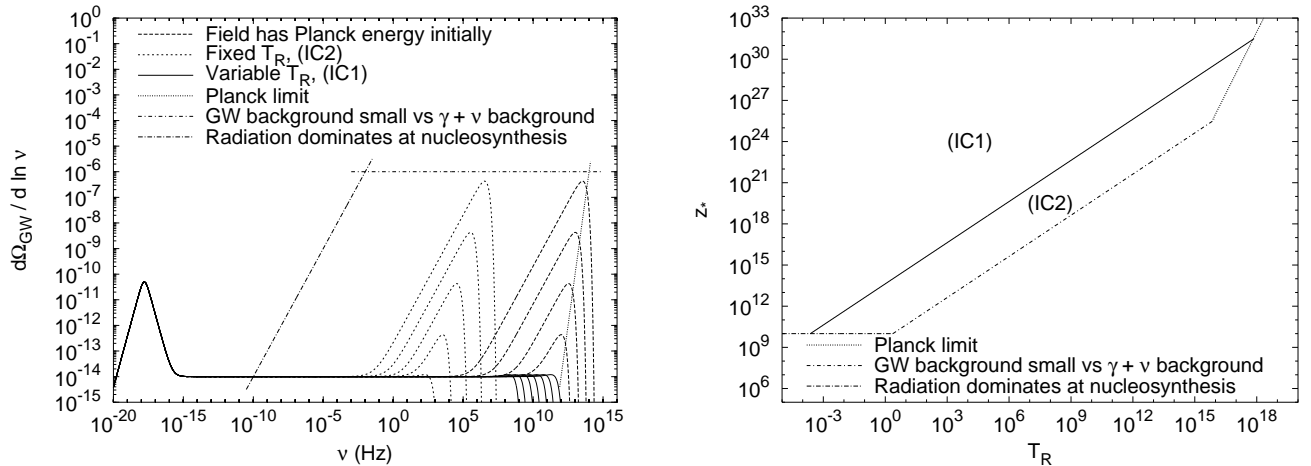 10^0
10^-1
10^-2
10^-3
10^-4
10^-5
10^-6
10^-7
10^-8
10^-9
10^-10
10^-11
10^-12
10^-13
10^-14
10^-15
dΩ_GW / d ln ν
Field has Planck energy initially
Fixed T_R, (IC2)
Variable T_R, (IC1)
Planck limit
GW background small vs γ + ν background
Radiation dominates at nucleosynthesis
10^-20 10^-15 10^-10 10^-5 10^0 10^5 10^10 10^15
ν (Hz)
10^33
10^30
10^27
10^24
10^21
10^18
10^15
10^12
10^9
10^6
z_*
(IC1)
(IC2)
Planck limit
GW background small vs γ + ν background
Radiation dominates at nucleosynthesis
10^-3 10^0 10^3 10^6 10^9 10^12 10^15 10^18
T_R